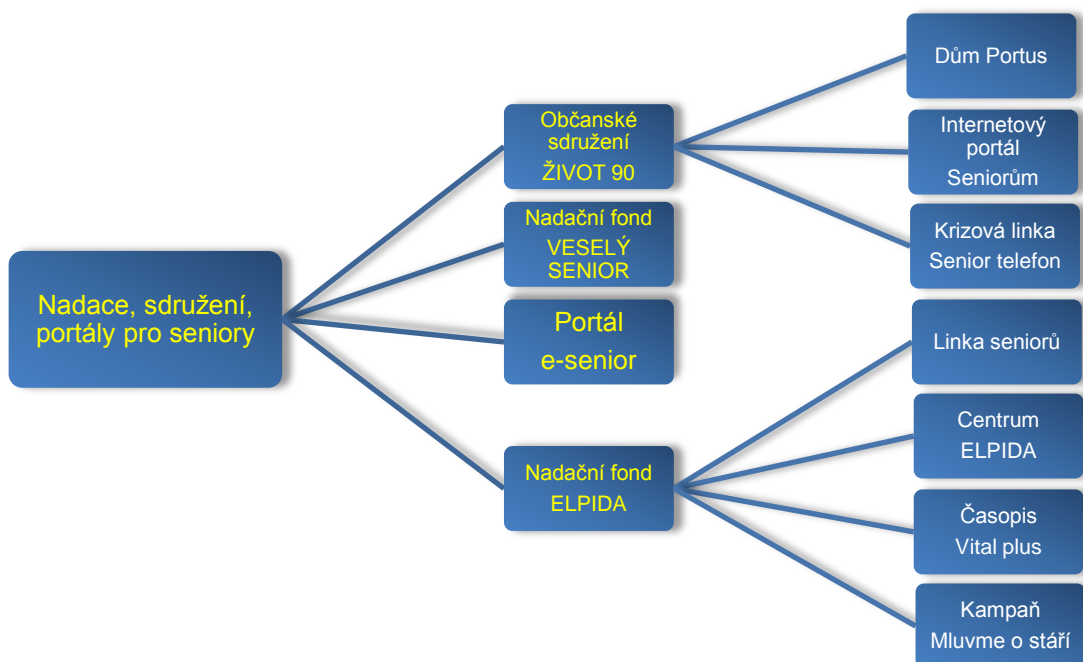 Nadace, sdružení,
portály pro seniory
Občanské
sdružení
ŽIVOT 90
Nadační fond
VESELÝ
SENIOR
Portál
e-senior
Nadační fond
ELPIDA
Dům Portus
Internetový
portál
Seniorům
Krizová linka
Senior telefon
Linka seniorů
Centrum
ELPIDA
Časopis
Vital plus
Kampaň
Mluvme o stáří